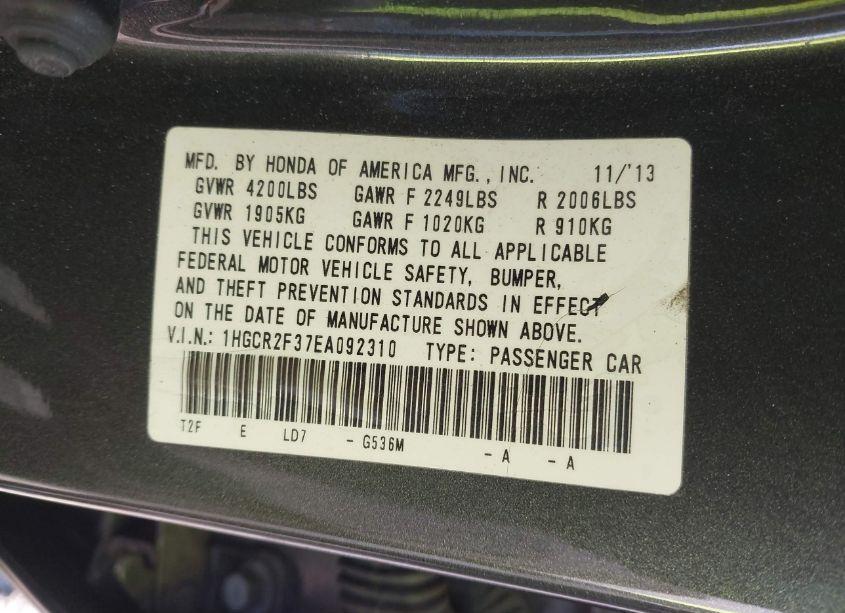 MFD. BY HONDA OF AMERICA MFG., INC. 11/'13
GVWR 4200LBS GAWR F 2249LBS R 2006LBS
GVWR 1905KG GAWR F 1020KG R 910KG
THIS VEHICLE CONFORMS TO ALL APPLICABLE
FEDERAL MOTOR VEHICLE SAFETY, BUMPER,
AND THEFT PREVENTION STANDARDS IN EFFECT
ON THE DATE OF MANUFACTURE SHOWN ABOVE.
V.I.N.: 1HGCR2F37EA092310 TYPE: PASSENGER CAR
T2F E LD7 - G536M - A - A